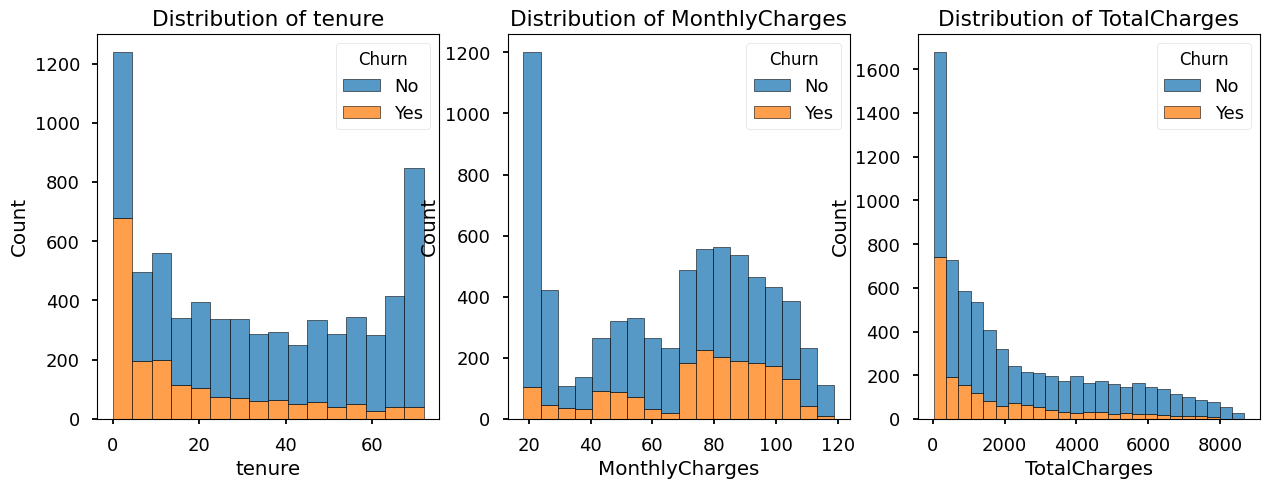 Distribution of tenure
Count
1200
1000
800
600
400
200
0
0 20 40 60
tenure
Churn
No
Yes
Distribution of MonthlyCharges
Count
1200
1000
800
600
400
200
0
20 40 60 80 100 120
MonthlyCharges
Churn
No
Yes
Distribution of TotalCharges
Count
1600
1400
1200
1000
800
600
400
200
0
0 2000 4000 6000 8000
TotalCharges
Churn
No
Yes